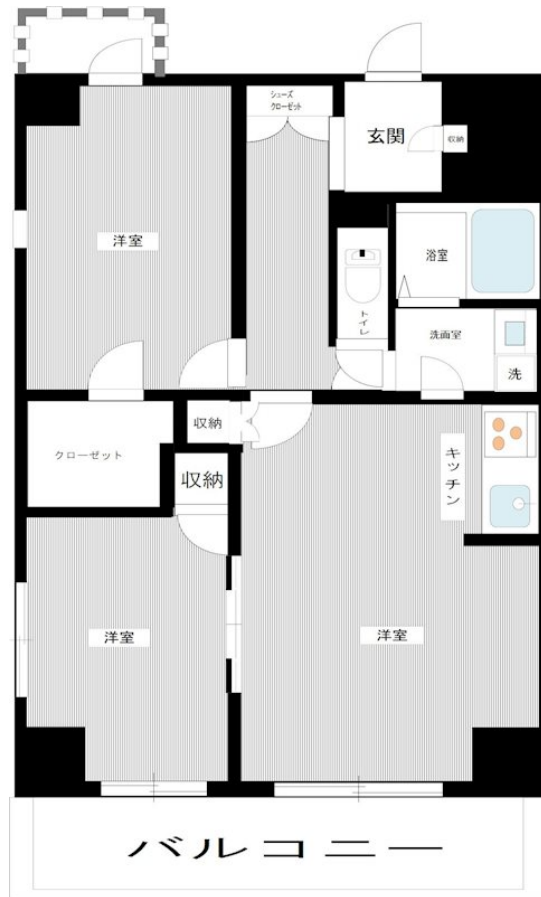 シューズ
クローゼット
玄関
収納
洋室
浴室
トイレ
洗面室
洗
収納
クローゼット
収納
キッチン
洋室
洋室
バルコニー